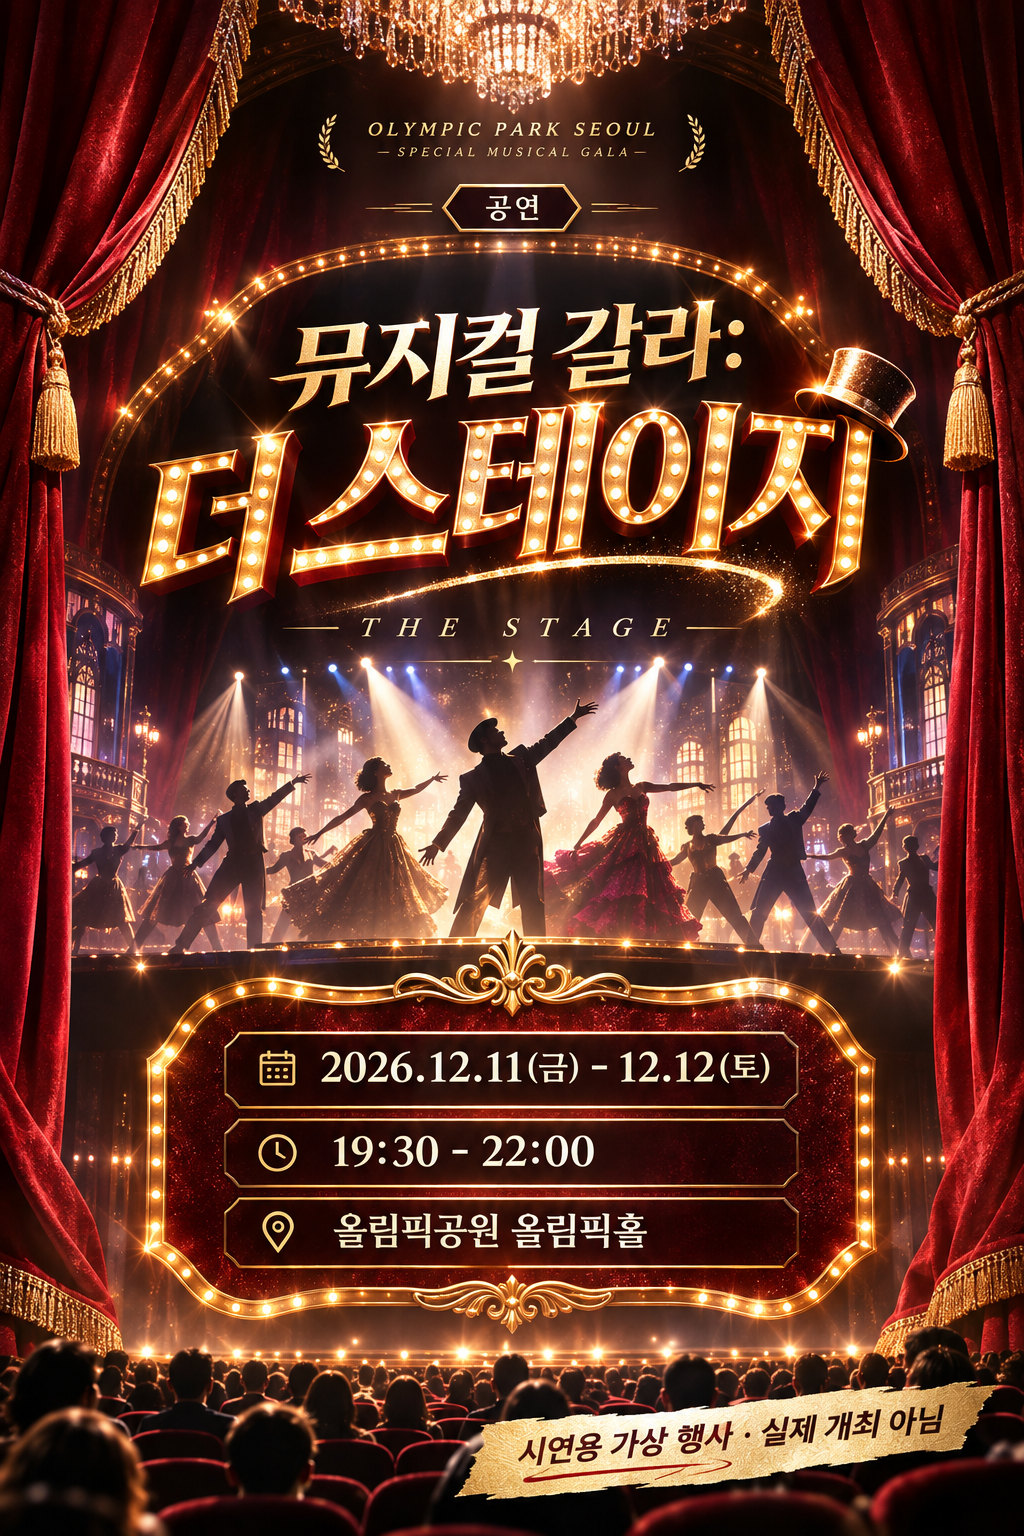 OLYMPIC PARK SEOUL
SPECIAL MUSICAL GALA
공연
뮤지컬 갈라:
더 스테이지
THE STAGE
2026.12.11(금) - 12.12(토)
19:30 - 22:00
올림픽공원 올림픽홀
시연용 가상 행사 · 실제 개최 아님